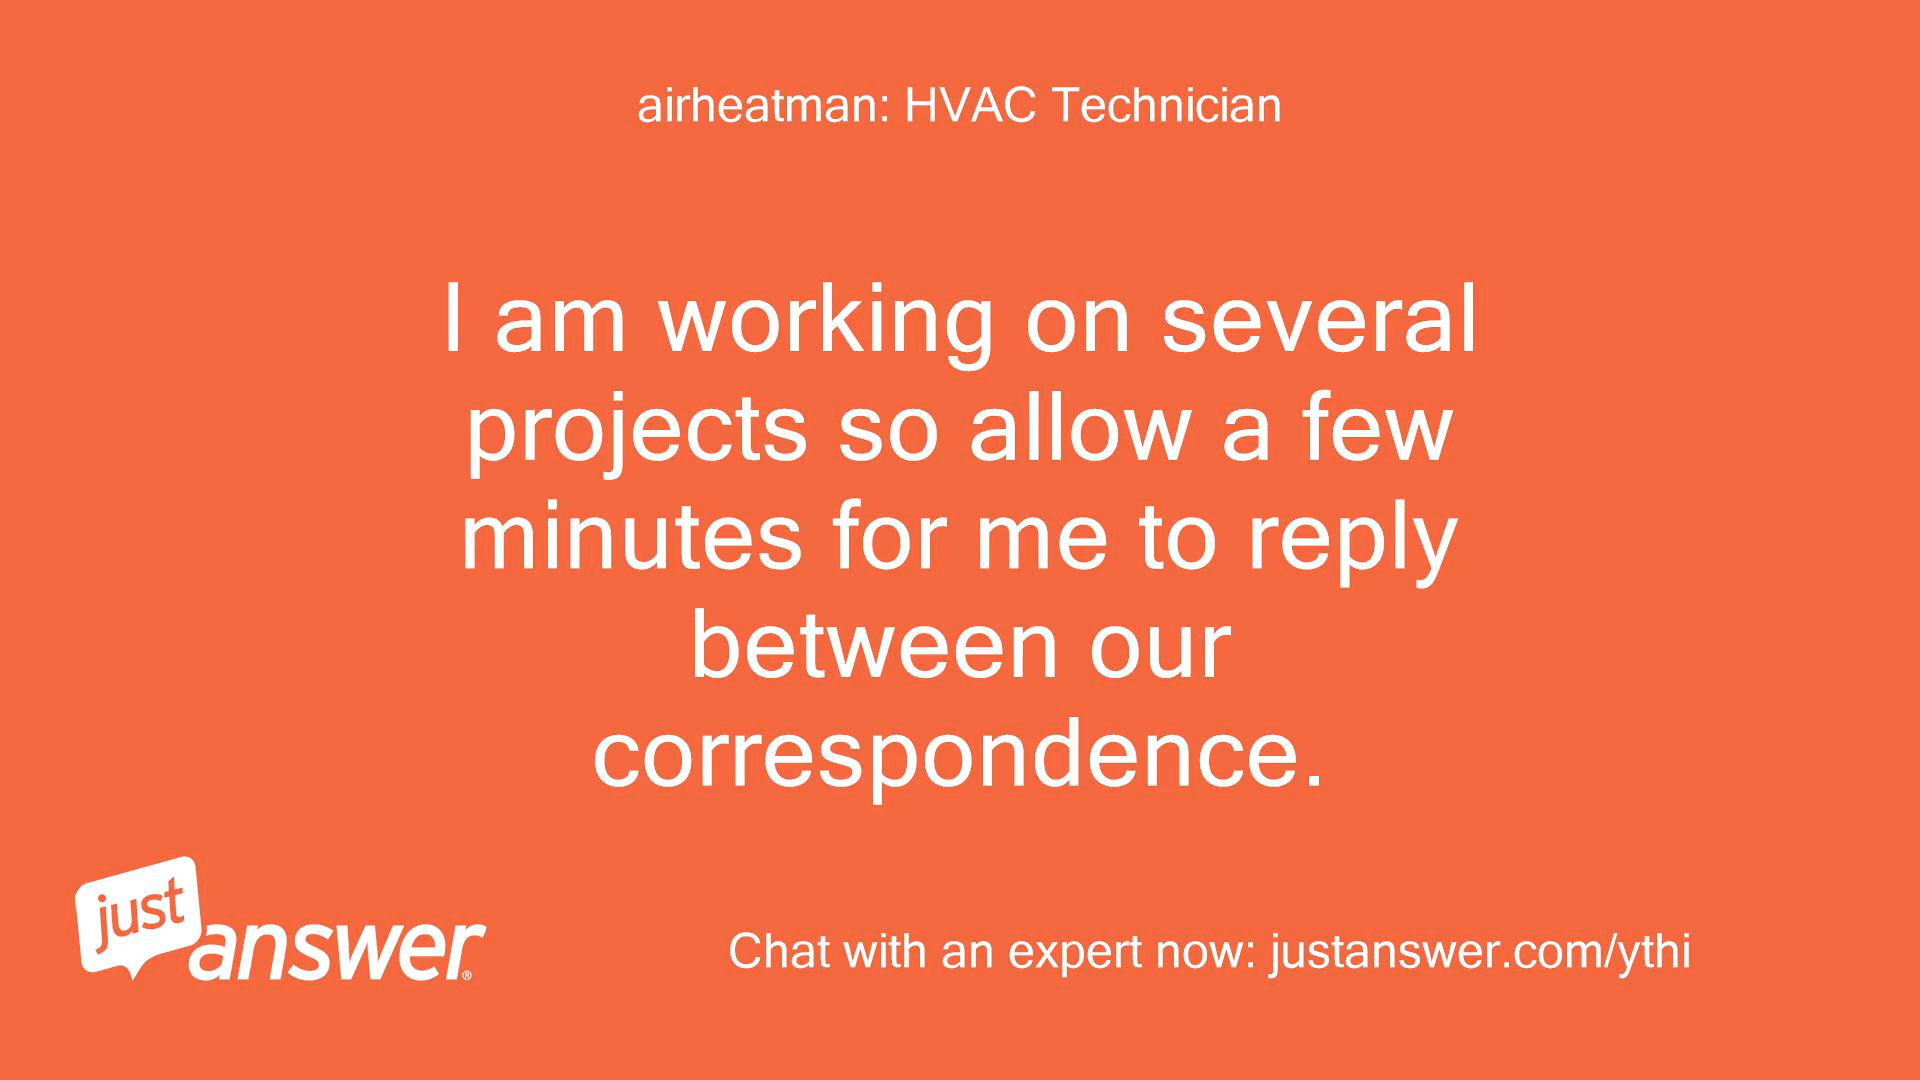 airheatman: HVAC Technician
I am working on several
projects so allow a few
minutes for me to reply
between our
correspondence.
just
answer®
Chat with an expert now: justanswer.com/ythi